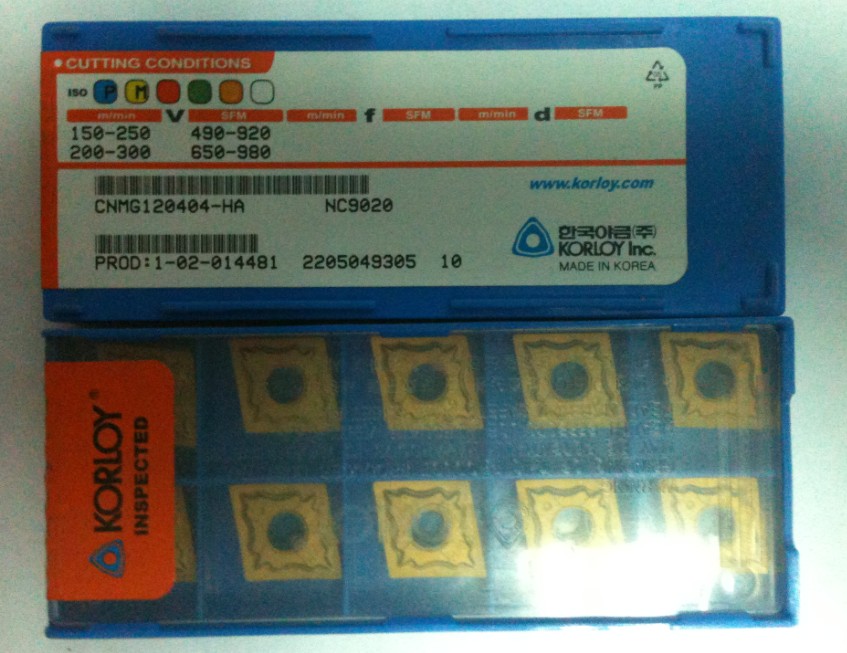 CUTTING CONDITIONS
ISO P M
PP
m/min V SFM m/min f SFM m/min d SFM
150-250 490-920
200-300 650-980
www.korloy.com
CNMG120404-HA NC9020
한국야금(주)
KORLOY Inc.
PROD:1-02-014481 2205049305 10
MADE IN KOREA
KORLOY®
INSPECTED